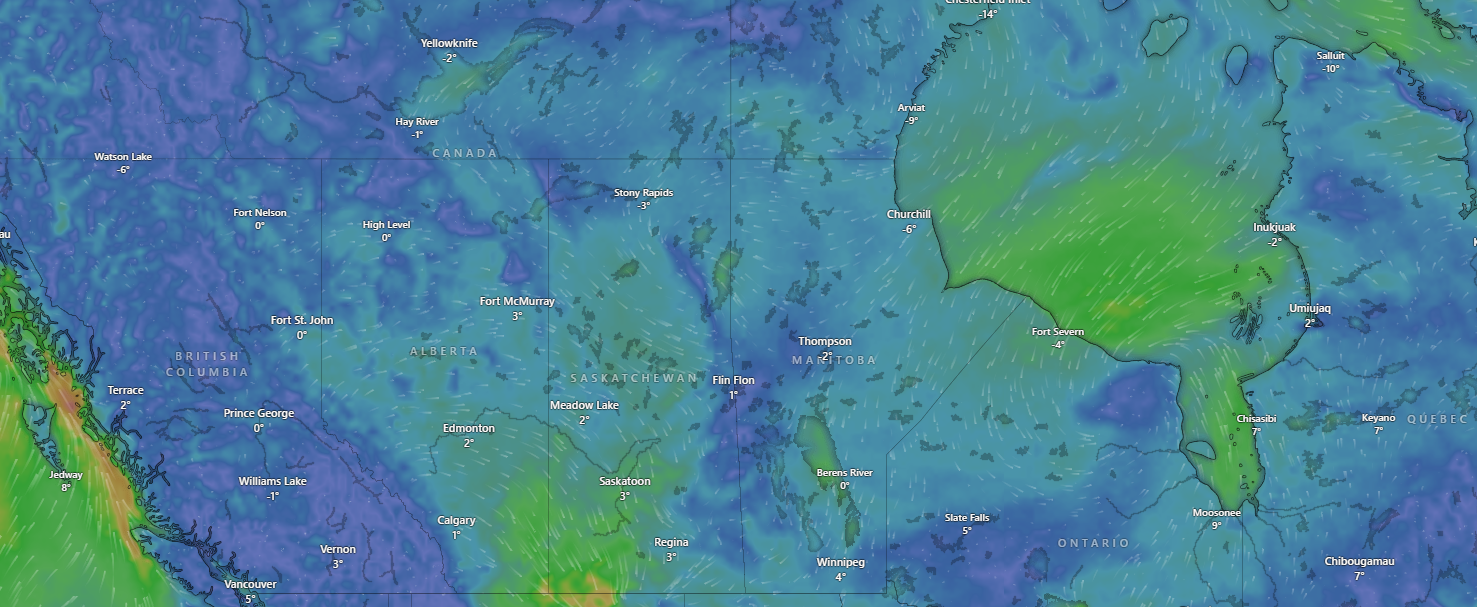 Chesterfield Inlet
-14°
Yellowknife
-2°
Salluit
-10°
Arviat
-9°
Hay River
-1°
CANADA
Watson Lake
-6°
Stony Rapids
-3°
Fort Nelson
0°
Churchill
-6°
High Level
0°
Inukjuak
-2°
au
Fort McMurray
3°
Umiujaq
2°
Fort St. John
0°
Fort Severn
-4°
Thompson
-2°
MANITOBA
BRITISH
COLUMBIA
ALBERTA
SASKATCHEWAN
Flin Flon
1°
Terrace
2°
Meadow Lake
2°
Prince George
0°
Chisasibi
7°
Keyano
7°
QUÉBEC
Edmonton
2°
Jedway
8°
Williams Lake
-1°
Saskatoon
3°
Berens River
0°
Moosonee
9°
Slate Falls
5°
Calgary
1°
Regina
3°
ONTARIO
Vernon
3°
Winnipeg
4°
Chibougamau
7°
Vancouver
5°